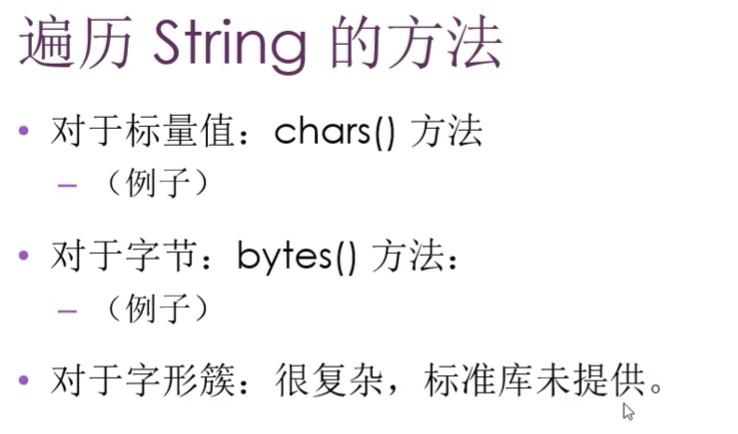 遍历 String 的方法
• 对于标量值：chars() 方法
– （例子）
• 对于字节：bytes() 方法：
– （例子）
• 对于字形簇：很复杂，标准库未提供。